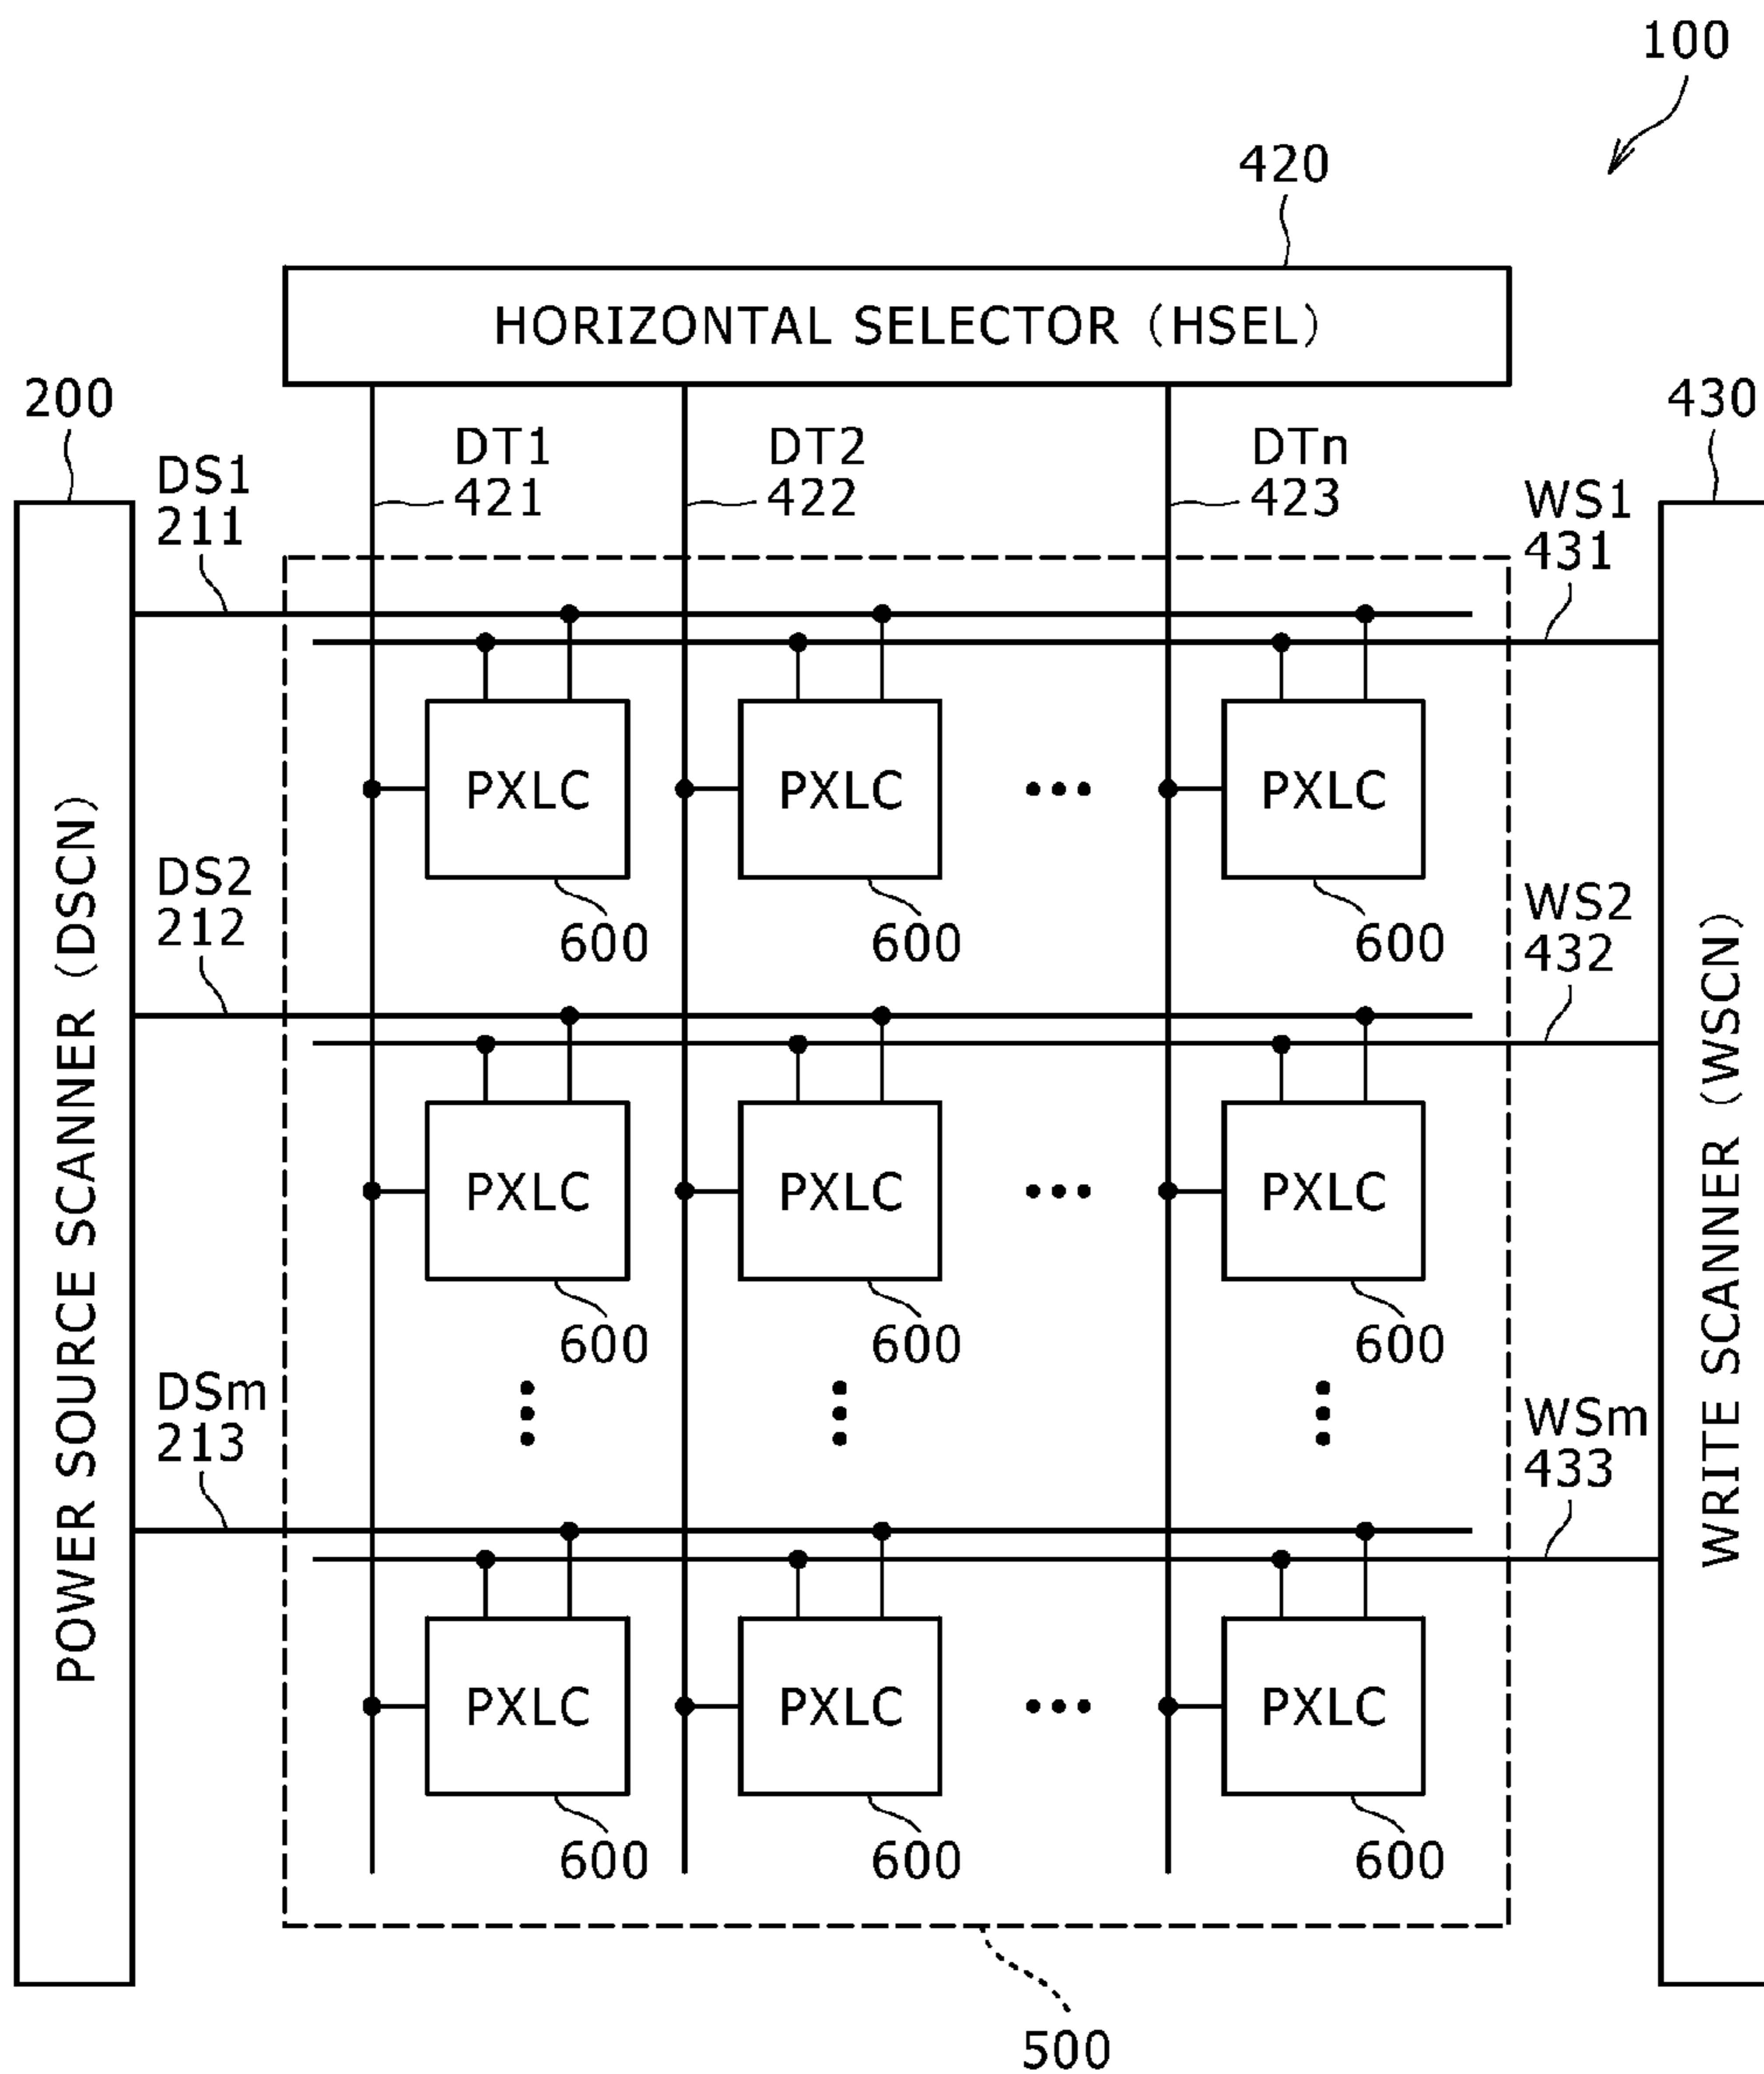 100
420
HORIZONTAL SELECTOR (HSEL)
200
430
DT1
421
DT2
422
DTn
423
DS1
211
WS1
431
PXLC
PXLC
PXLC
600
600
600
DS2
212
WS2
432
PXLC
PXLC
PXLC
600
600
600
DSm
213
WSm
433
PXLC
PXLC
PXLC
600
600
600
POWER SOURCE SCANNER (DSCN)
WRITE SCANNER (WSCN)
500